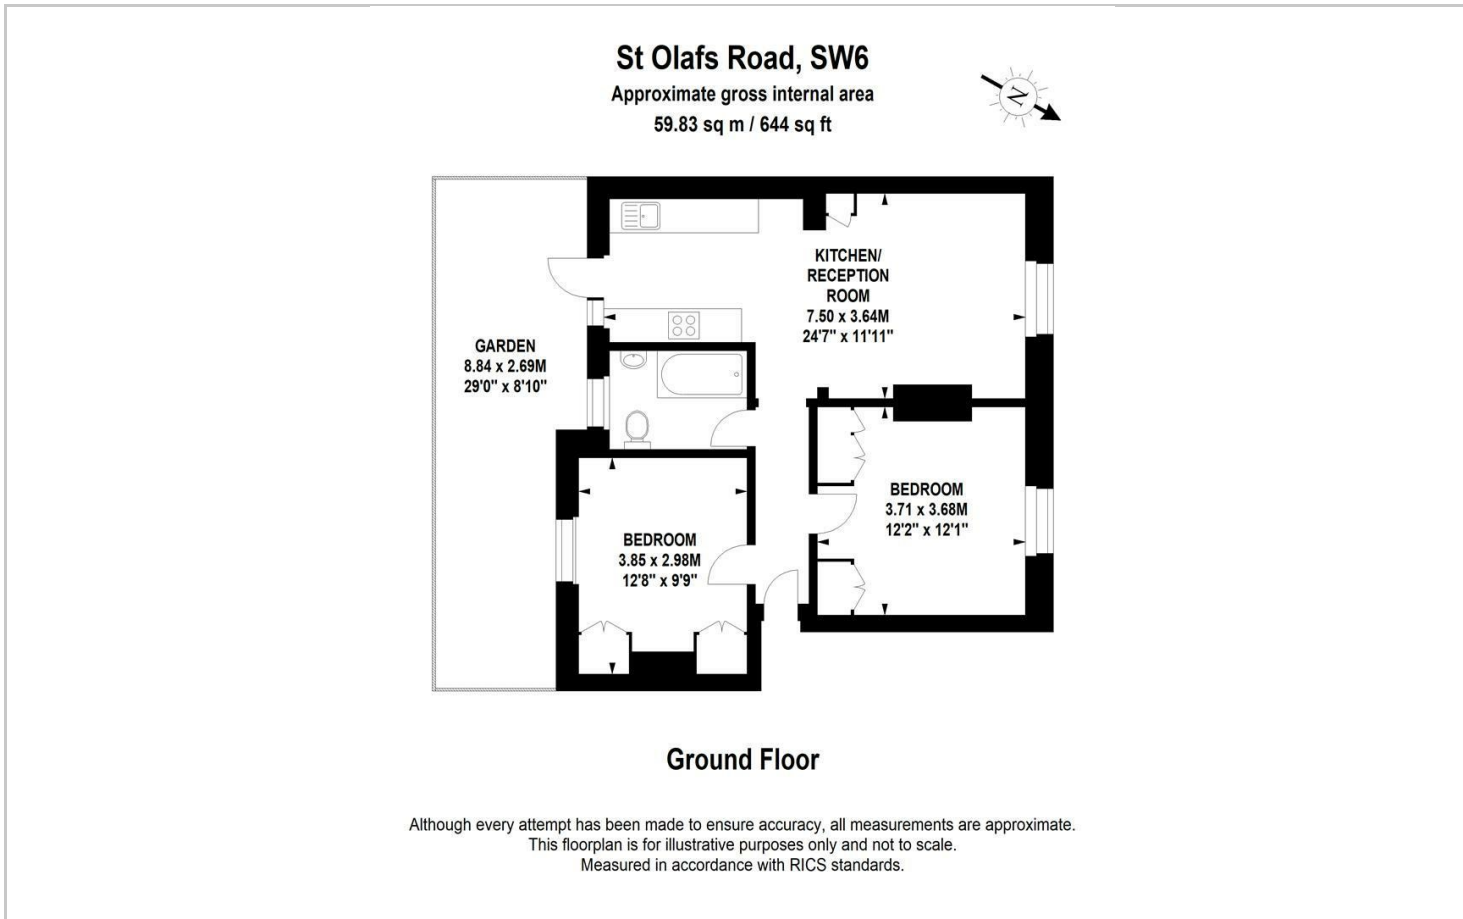 St Olafs Road, SW6
Approximate gross internal area
59.83 sq m / 644 sq ft
N
KITCHEN/
RECEPTION
ROOM
7.50 x 3.64M
24'7" x 11'11"
GARDEN
8.84 x 2.69M
29'0" x 8'10"
BEDROOM
3.71 x 3.68M
12'2" x 12'1"
BEDROOM
3.85 x 2.98M
12'8" x 9'9"
Ground Floor
Although every attempt has been made to ensure accuracy, all measurements are approximate.
This floorplan is for illustrative purposes only and not to scale.
Measured in accordance with RICS standards.